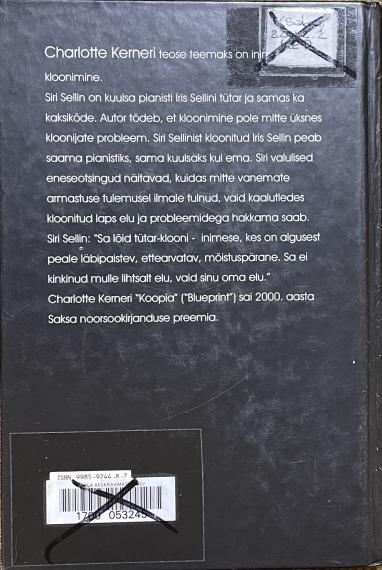 Charlotte Kerneri teose teemaks on inim
kloonimine.
Siri Sellin on kuulsa pianisti Iris Sellini tütar ja samas ka
kaksikõde. Autor tõdeb, et kloonimine pole mitte üksnes
kloonijate probleem. Siri Sellinist kloonitud Iris Sellin peab
saama pianistiks, sama kuulsaks kui ema. Siri valulised
eneseotsingud näitavad, kuidas mitte vanemate
armastuse tulemusel ilmale tulnud, vaid kaalutledes
kloonitud laps elu ja probleemidega hakkama saab.
Siri Sellin: "Sa lõid tütar-klooni - inimese, kes on algusest
peale läbipaistev, ettearvatav, mõistuspärane. Sa ei
kinkinud mulle lihtsalt elu, vaid sinu oma elu."
Charlotte Kerneri "Koopia" ("Blueprint") sai 2000. aasta
Saksa noorsookirjanduse preemia.
ISBN 9985-9244-8-7